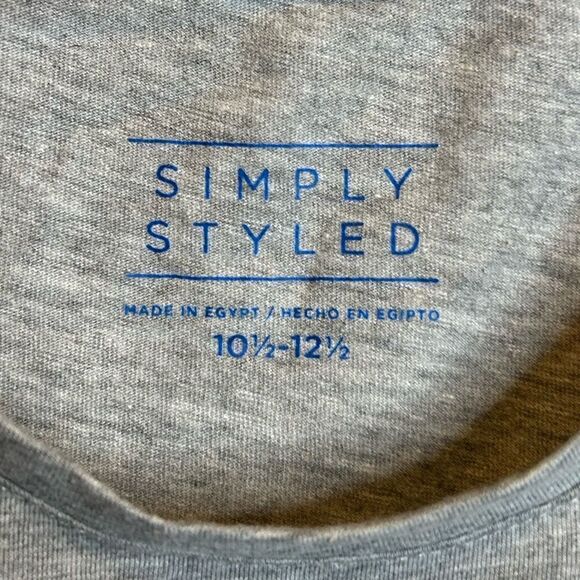 SIMPLY
STYLED
MADE IN EGYPT / HECHO EN EGIPTO
10½-12½